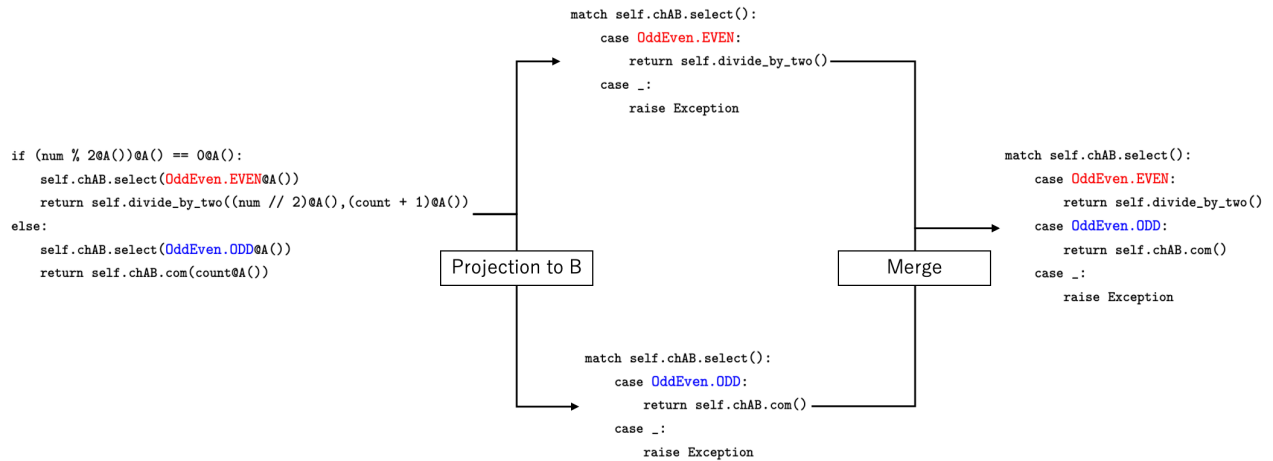 if (num % 2@A())@A() == 0@A():
    self.chAB.select(OddEven.EVEN@A())
    return self.divide_by_two((num // 2)@A(),(count + 1)@A())
else:
    self.chAB.select(OddEven.ODD@A())
    return self.chAB.com(count@A())
Projection to B
match self.chAB.select():
    case OddEven.EVEN:
        return self.divide_by_two()
    case _:
        raise Exception
match self.chAB.select():
    case OddEven.ODD:
        return self.chAB.com()
    case _:
        raise Exception
Merge
match self.chAB.select():
    case OddEven.EVEN:
        return self.divide_by_two()
    case OddEven.ODD:
        return self.chAB.com()
    case _:
        raise Exception